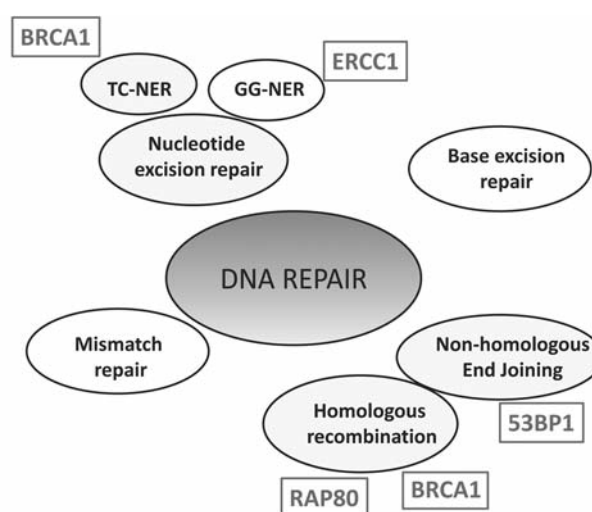 BRCA1
ERCC1
TC-NER
GG-NER
Nucleotide
excision repair
Base excision
repair
DNA REPAIR
Mismatch
repair
Non-homologous
End Joining
Homologous
recombination
53BP1
RAP80
BRCA1